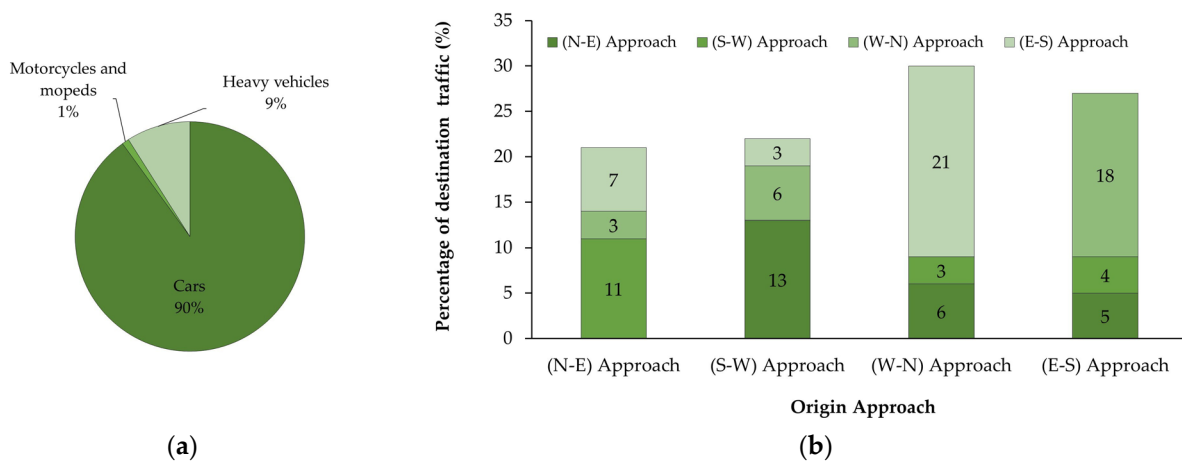 Motorcycles and
mopeds
1%
Heavy vehicles
9%
Cars
90%
(a)
Percentage of destination traffic (%)
35
30
25
20
15
10
5
0
(N-E) Approach
(S-W) Approach
(W-N) Approach
(E-S) Approach
7
3
11
3
6
13
21
3
6
18
4
5
(N-E) Approach
(S-W) Approach
(W-N) Approach
(E-S) Approach
Origin Approach
(b)